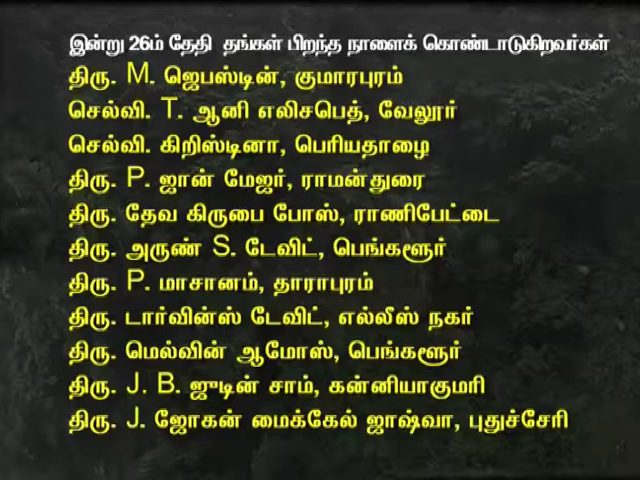 இன்று 26ம் தேதி தங்கள் பிறந்த நாளைக் கொண்டாடுகிறவர்கள்
திரு. M. ஜெபஸ்டின், குமாரபுரம்
செல்வி. T. ஆனி எலிசபெத், வேலூர்
செல்வி. கிறிஸ்டினா, பெரியதாழை
திரு. P. ஜான் மேஜர், ராமன்துரை
திரு. தேவ கிருபை போஸ், ராணிபேட்டை
திரு. அருண் S. டேவிட், பெங்களூர்
திரு. P. மாசானம், தாராபுரம்
திரு. டார்வின்ஸ் டேவிட், எல்லீஸ் நகர்
திரு. மெல்வின் ஆமோஸ், பெங்களூர்
திரு. J. B. ஜுடின் சாம், கன்னியாகுமரி
திரு. J. ஜோகன் மைக்கேல் ஜாஷ்வா, புதுச்சேரி